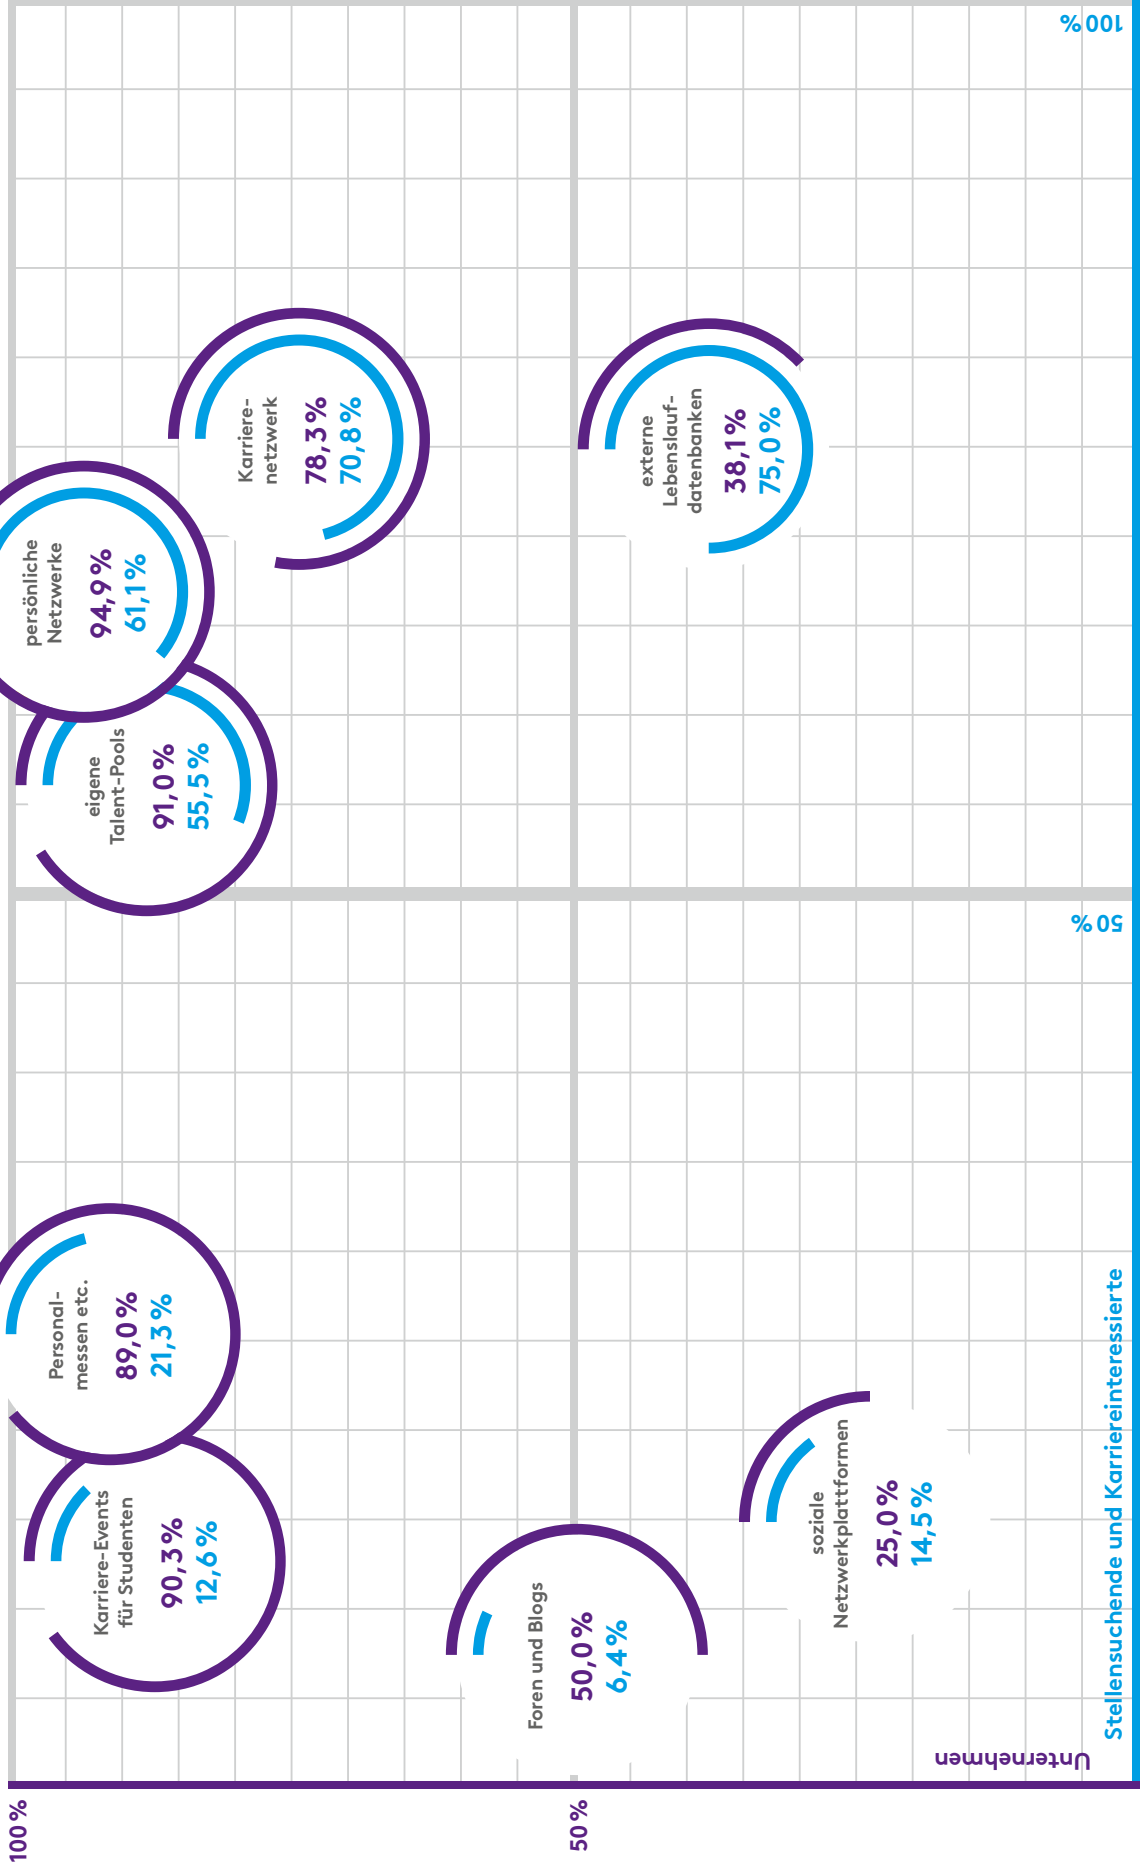 100 %
50 %
Unternehmen
Karriere-Events
für Studenten
90,3 %
12,6 %
Personal-
messen etc.
89,0 %
21,3 %
eigene
Talent-Pools
91,0 %
55,5 %
persönliche
Netzwerke
94,9 %
61,1 %
Karriere-
netzwerk
78,3 %
70,8 %
Foren und Blogs
50,0 %
6,4 %
externe
Lebenslauf-
datenbanken
38,1 %
75,0 %
soziale
Netzwerkplattformen
25,0 %
14,5 %
Stellensuchende und Karriereinteressierte
50 %
100 %